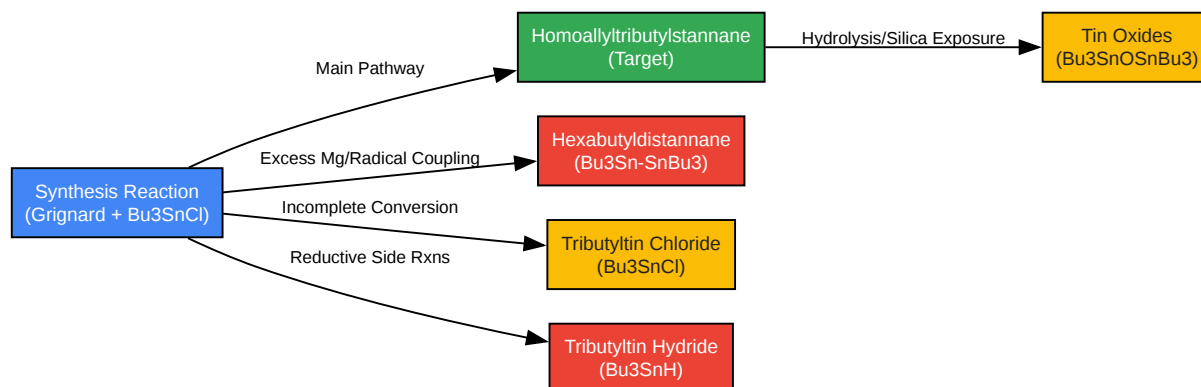 Homoallyltributylstannane
(Target)
Hydrolysis/Silica Exposure
Tin Oxides
(Bu3SnOSnBu3)
Main Pathway
Hexabutyldistannane
(Bu3Sn-SnBu3)
Excess Mg/Radical Coupling
Synthesis Reaction
(Grignard + Bu3SnCl)
Incomplete Conversion
Tributyltin Chloride
(Bu3SnCl)
Reductive Side Rxns
Tributyltin Hydride
(Bu3SnH)